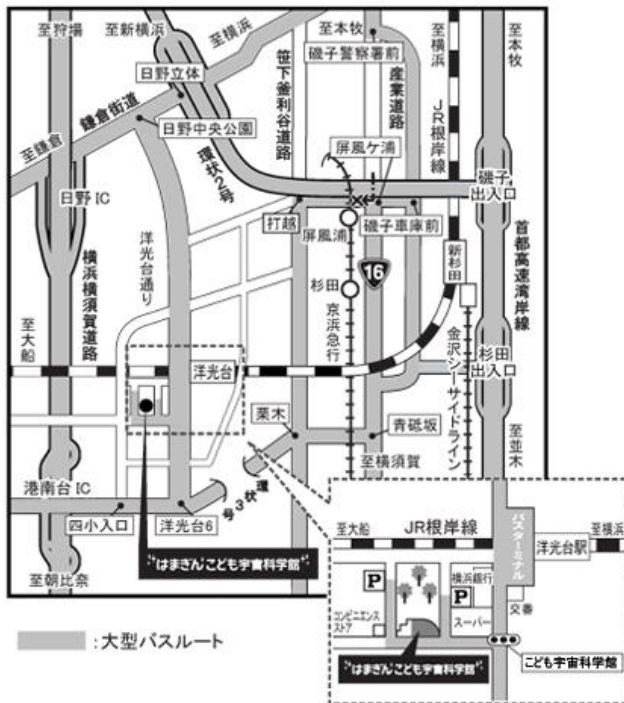 至狩場
至新横浜
至横浜
至本牧
磯子警察署前
至横浜
至本牧
日野立体
笹下釜利谷道路
産業道路
JR根岸線
鎌倉街道
日野中央公園
至鎌倉
環状2号
屏風ケ浦
磯子
出入口
日野IC
打越
屏風浦
磯子車庫前
洋光台通り
新杉田
首都高速湾岸線
横浜横須賀道路
杉田
16
至大船
京浜急行
金沢シーサイドライン
杉田
出入口
洋光台
栗木
青砥坂
至並木
至横須賀
港南台IC
環状3号
四小入口
洋光台6
はまぎん こども宇宙科学館
至朝比奈
:大型バスルート
至大船
JR根岸線
バスターミナル
洋光台駅
至横浜
P
横浜銀行
P
交番
コンビニエンス
ストア
スーパー
はまぎん こども宇宙科学館
こども宇宙科学館